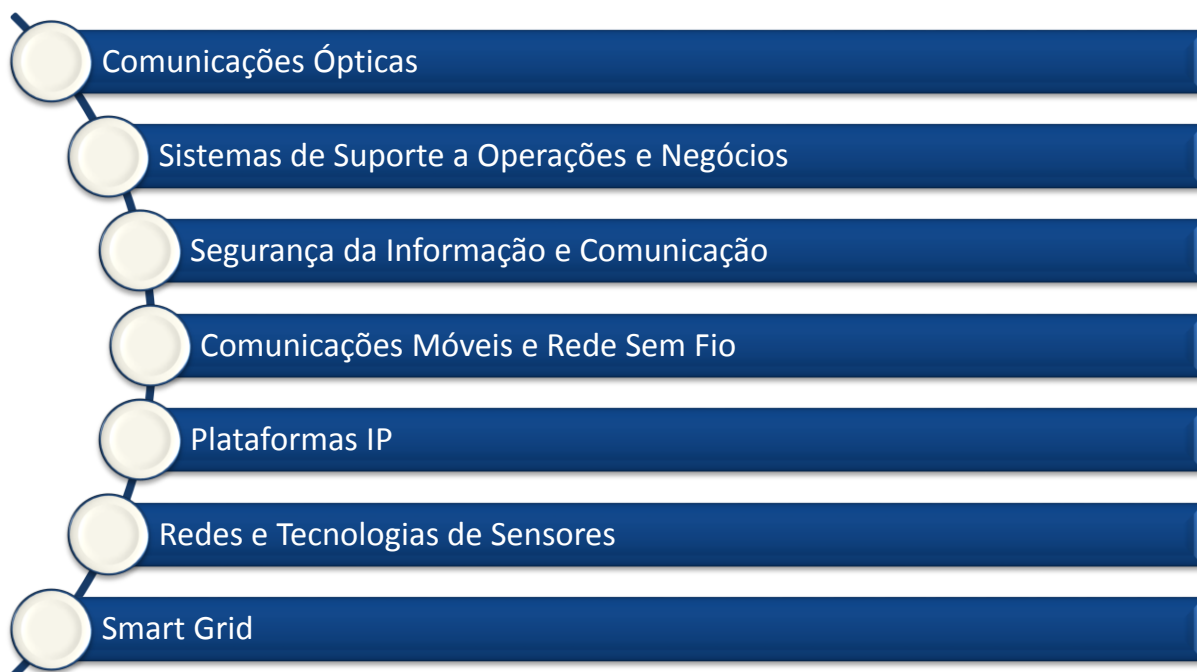 Comunicações Ópticas
Sistemas de Suporte a Operações e Negócios
Segurança da Informação e Comunicação
Comunicações Móveis e Rede Sem Fio
Plataformas IP
Redes e Tecnologias de Sensores
Smart Grid